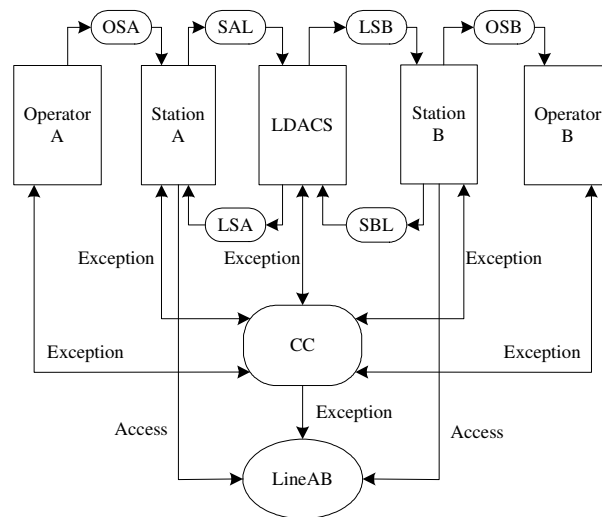 OSA
SAL
LSB
OSB
Operator
A
Station
A
LDACS
Station
B
Operator
B
LSA
SBL
Exception
Exception
Exception
Exception
CC
Exception
Exception
Access
Access
LineAB